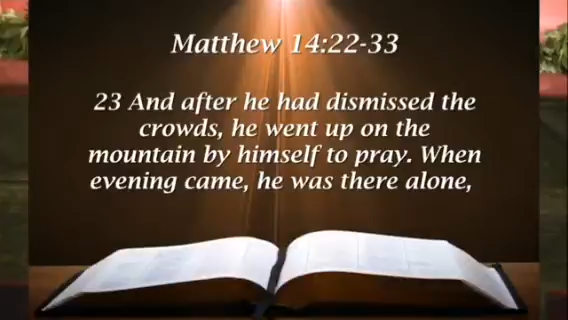 Matthew 14:22-33
23 And after he had dismissed the
crowds, he went up on the
mountain by himself to pray. When
evening came, he was there alone,